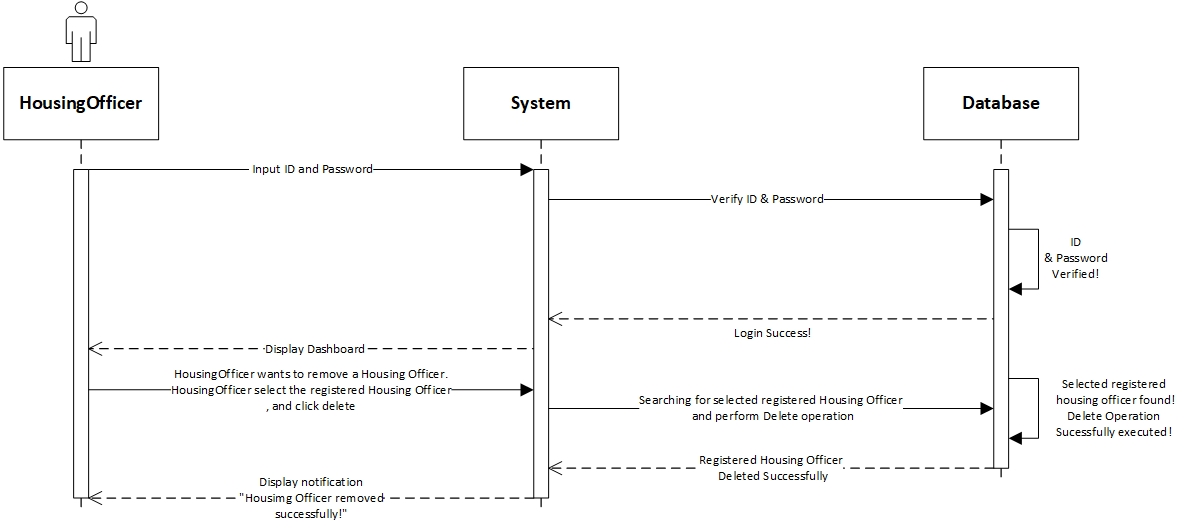 HousingOfficer
System
Database
Input ID and Password
Verify ID & Password
ID
& Password
Verified!
Login Success!
Display Dashboard
HousingOfficer wants to remove a Housing Officer.
HousingOfficer select the registered Housing Officer
, and click delete
Searching for selected registered Housing Officer
and perform Delete operation
Selected registered
housing officer found!
Delete Operation
Sucessfully executed!
Registered Housing Officer
Deleted Successfully
Display notification
"Housimg Officer removed
successfully!"